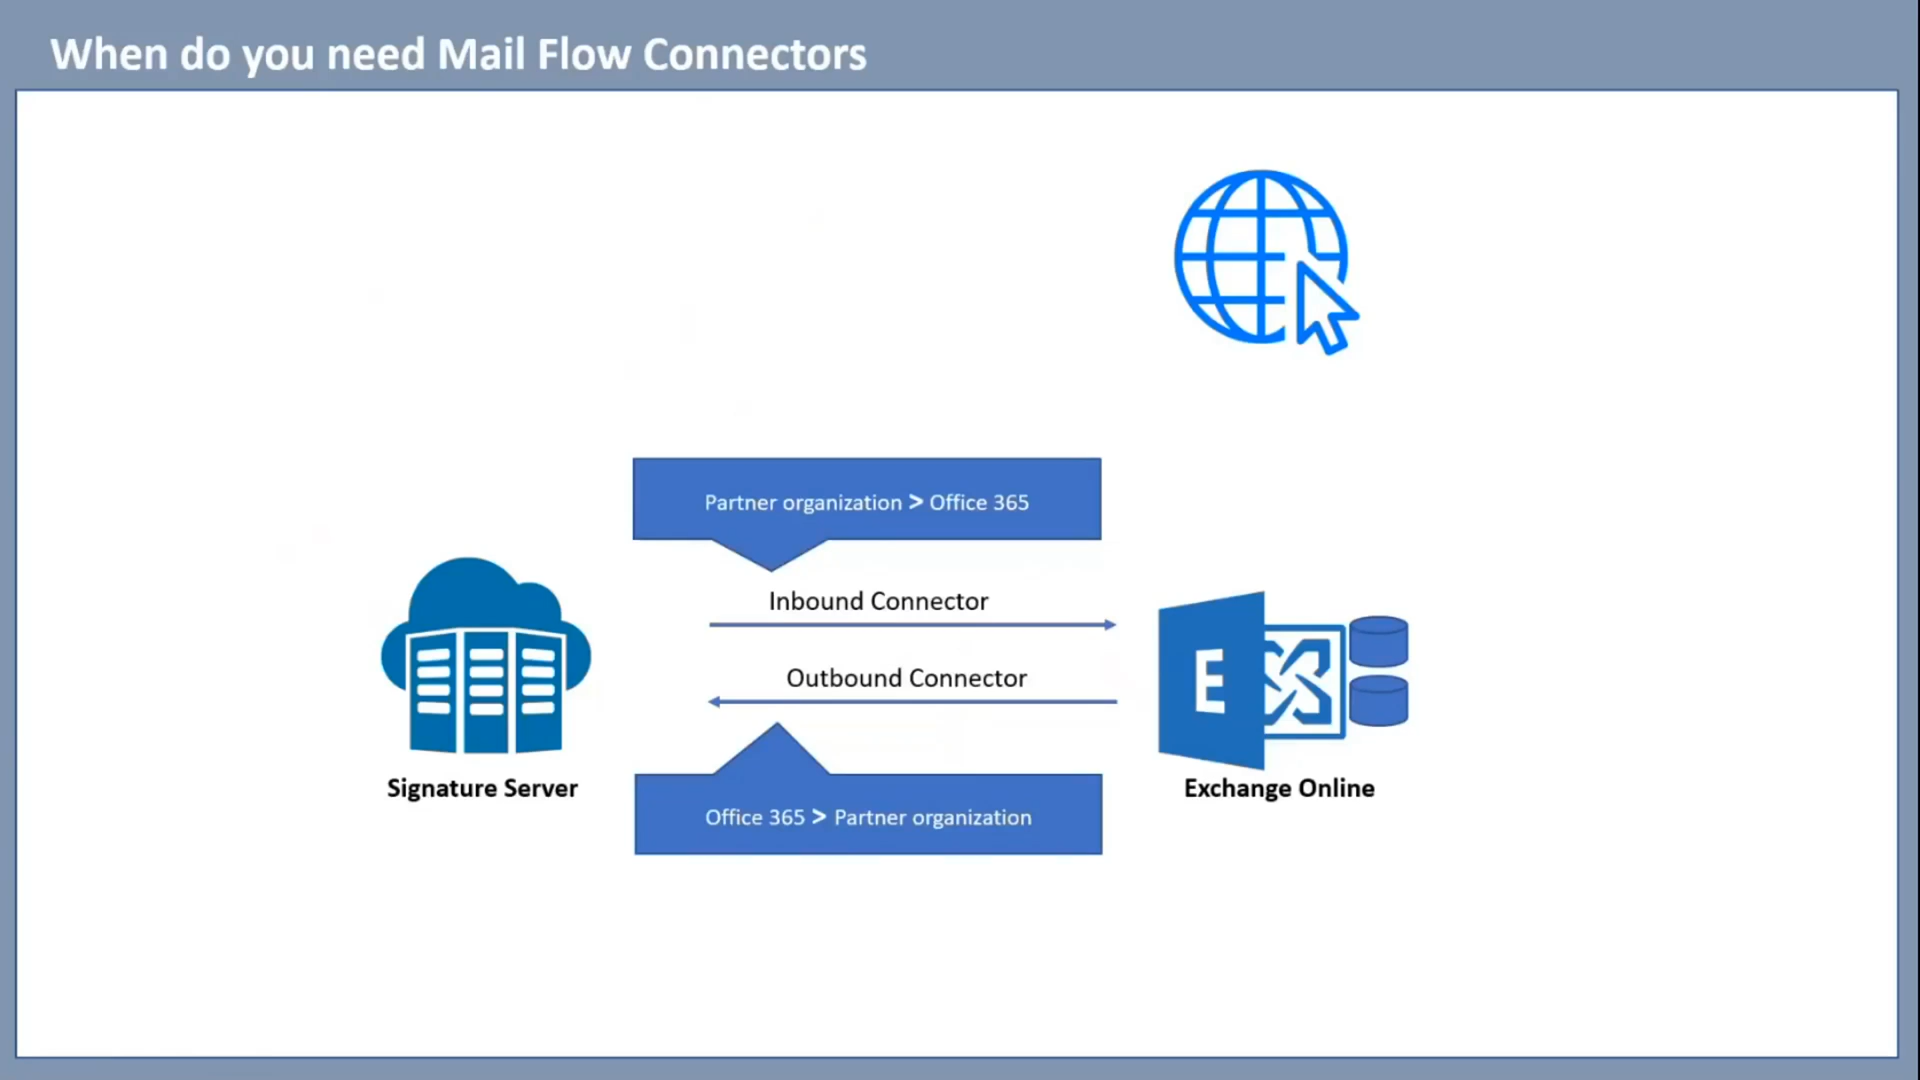 When do you need Mail Flow Connectors
Partner organization > Office 365
Inbound Connector
Outbound Connector
E
Signature Server
Exchange Online
Office 365 > Partner organization